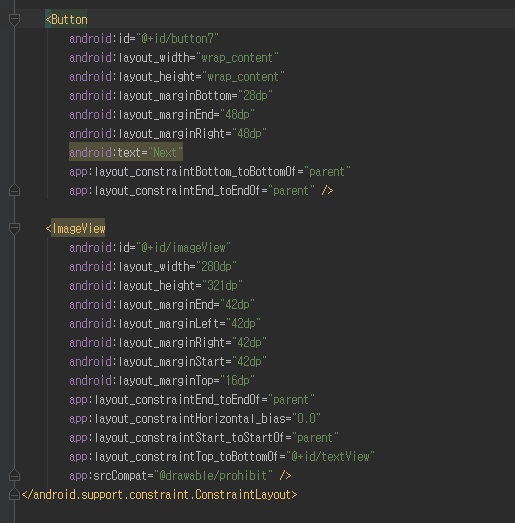 <Button
android:id="@+id/button7"
android:layout_width="wrap_content"
android:layout_height="wrap_content"
android:layout_marginBottom="28dp"
android:layout_marginEnd="48dp"
android:layout_marginRight="48dp"
android:text="Next"
app:layout_constraintBottom_toBottomOf="parent"
app:layout_constraintEnd_toEndOf="parent" />
<ImageView
android:id="@+id/imageView"
android:layout_width="280dp"
android:layout_height="321dp"
android:layout_marginEnd="42dp"
android:layout_marginLeft="42dp"
android:layout_marginRight="42dp"
android:layout_marginStart="42dp"
android:layout_marginTop="16dp"
app:layout_constraintEnd_toEndOf="parent"
app:layout_constraintHorizontal_bias="0.0"
app:layout_constraintStart_toStartOf="parent"
app:layout_constraintTop_toBottomOf="@+id/textView"
app:srcCompat="@drawable/prohibit" />
</android.support.constraint.ConstraintLayout>